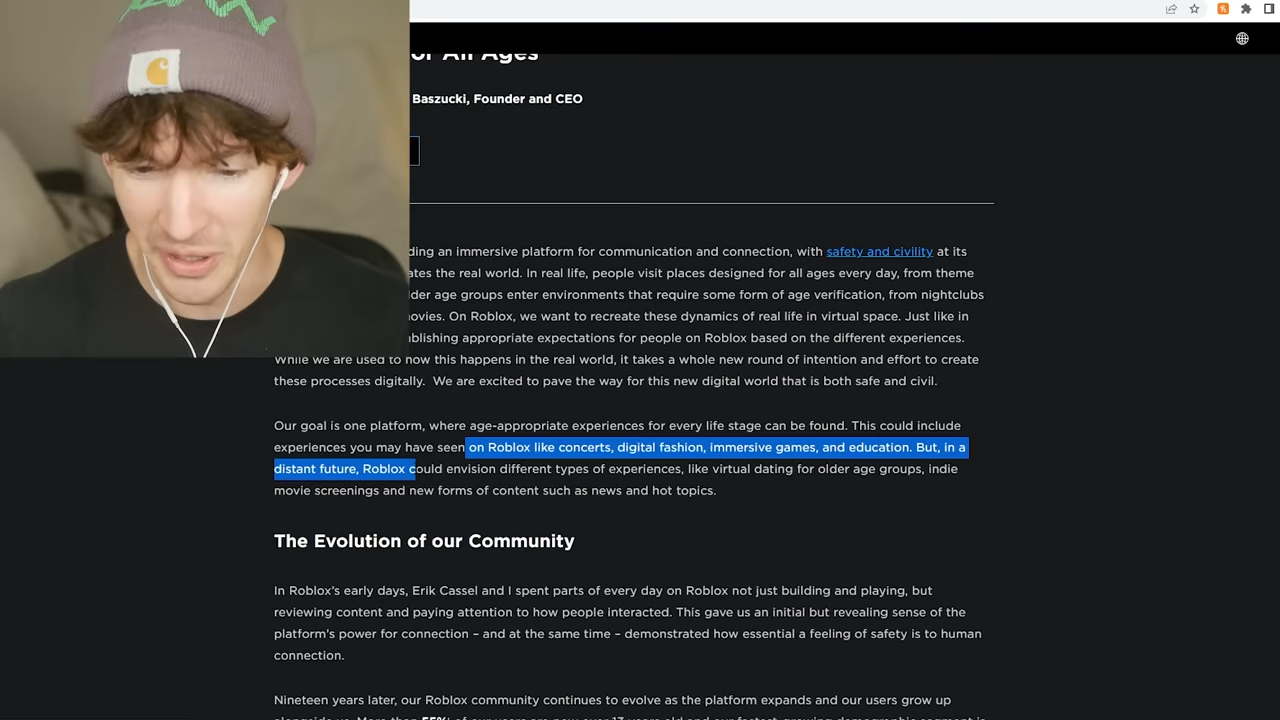 or All Ages
Baszucki, Founder and CEO
ding an immersive platform for communication and connection, with safety and civility at its
ates the real world. In real life, people visit places designed for all ages every day, from theme
lder age groups enter environments that require some form of age verification, from nightclubs
ovies. On Roblox, we want to recreate these dynamics of real life in virtual space. Just like in
ablishing appropriate expectations for people on Roblox based on the different experiences.
While we are used to how this happens in the real world, it takes a whole new round of intention and effort to create
these processes digitally. We are excited to pave the way for this new digital world that is both safe and civil.
Our goal is one platform, where age-appropriate experiences for every life stage can be found. This could include
experiences you may have seen on Roblox like concerts, digital fashion, immersive games, and education. But, in a
distant future, Roblox could envision different types of experiences, like virtual dating for older age groups, indie
movie screenings and new forms of content such as news and hot topics.
The Evolution of our Community
In Roblox’s early days, Erik Cassel and I spent parts of every day on Roblox not just building and playing, but
reviewing content and paying attention to how people interacted. This gave us an initial but revealing sense of the
platform’s power for connection – and at the same time – demonstrated how essential a feeling of safety is to human
connection.
Nineteen years later, our Roblox community continues to evolve as the platform expands and our users grow up